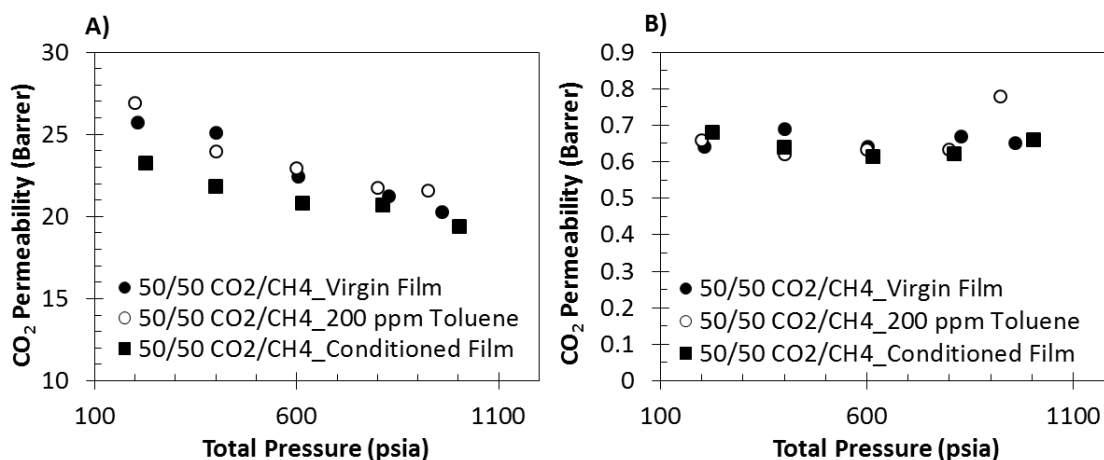 A)
CO₂ Permeability (Barrer)
30
25
20
15
10
50/50 CO2/CH4_Virgin Film
50/50 CO2/CH4_200 ppm Toluene
50/50 CO2/CH4_Conditioned Film
100
600
1100
Total Pressure (psia)
B)
CO₂ Permeability (Barrer)
0.9
0.8
0.7
0.6
0.5
0.4
0.3
0.2
0.1
0
50/50 CO2/CH4_Virgin Film
50/50 CO2/CH4_200 ppm Toluene
50/50 CO2/CH4_Conditioned Film
100
600
1100
Total Pressure (psia)